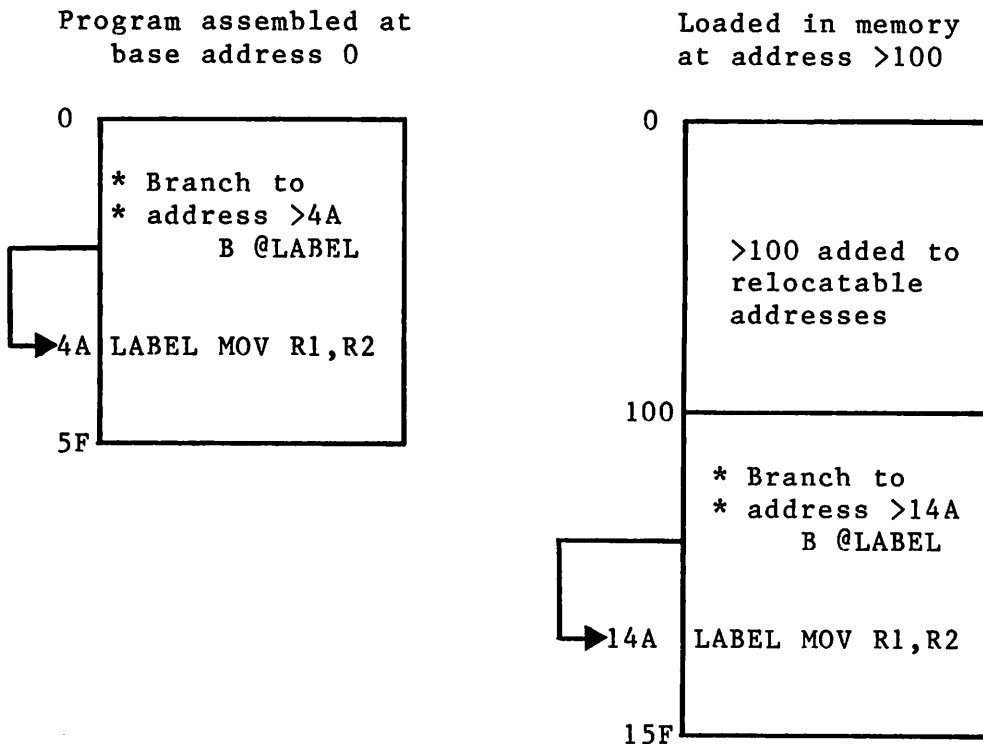 Program assembled at
base address 0
0
* Branch to
* address >4A
B @LABEL
4A LABEL MOV R1,R2
5F
Loaded in memory
at address >100
0
>100 added to
relocatable
addresses
100
* Branch to
* address >14A
B @LABEL
14A LABEL MOV R1,R2
15F